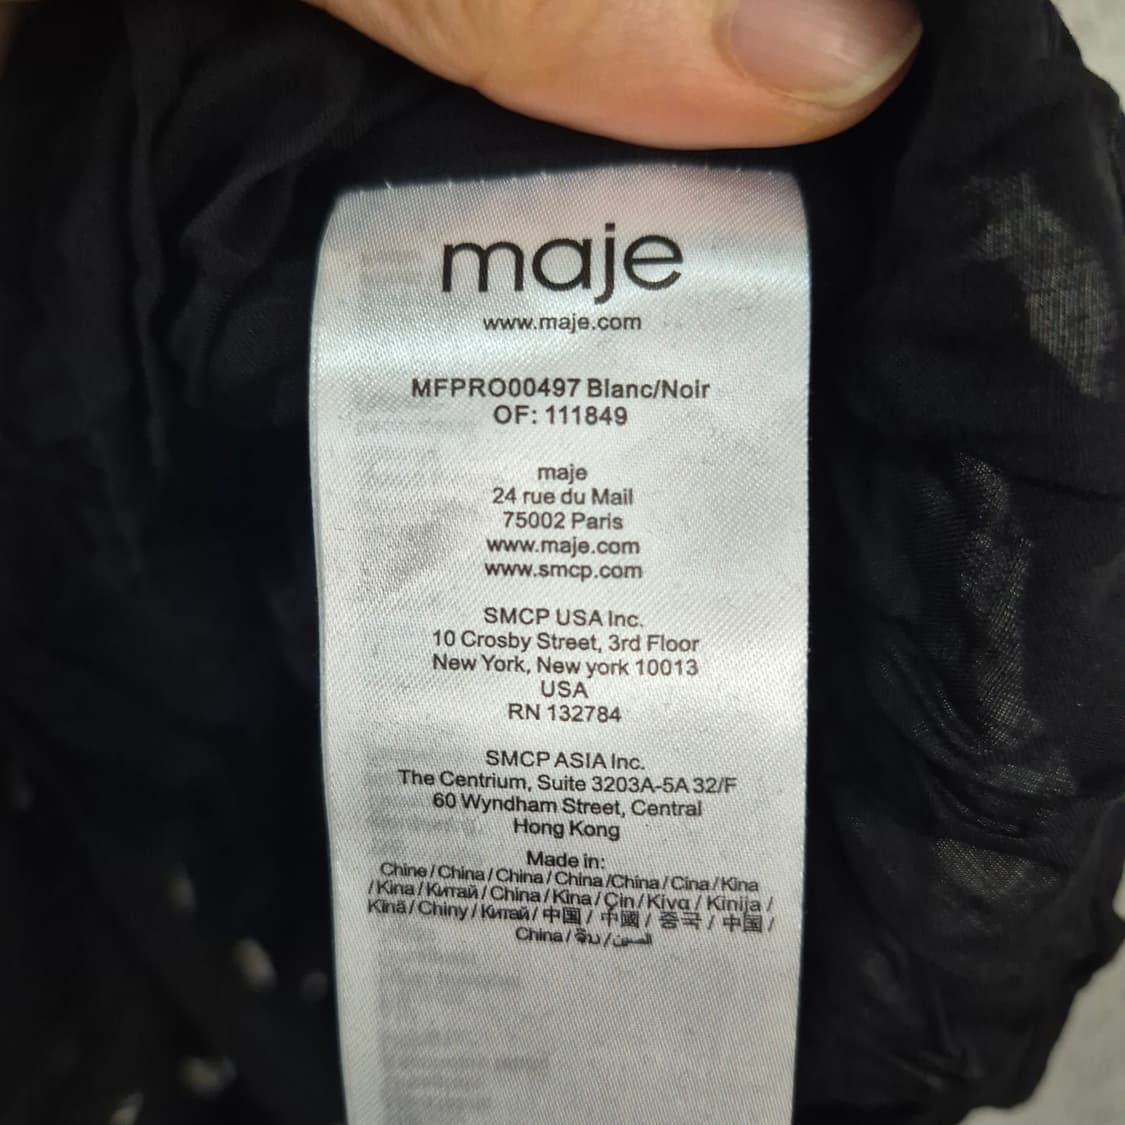 maje
www.maje.com
MFPRO00497 Blanc/Noir
OF: 111849
maje
24 rue du Mail
75002 Paris
www.maje.com
www.smcp.com
SMCP USA Inc.
10 Crosby Street, 3rd Floor
New York, New york 10013
USA
RN 132784
SMCP ASIA Inc.
The Centrium, Suite 3203A-5A 32/F
60 Wyndham Street, Central
Hong Kong
Made in:
Chine / China / China / China /China / Cina / Kina
/ Kina / Китай / China / Kina / Çin / Kίνα / Kinija /
Kīnā / Chiny / Китай / 中国 / 中國 / 중국 / 中国 /
China / จีน / الصين